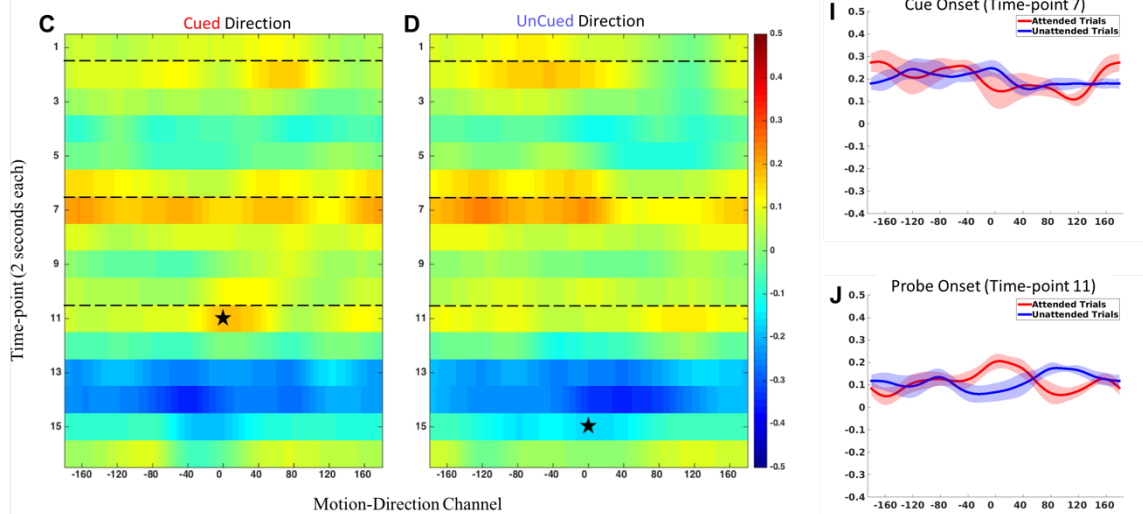 C
Cued Direction
D
UnCued Direction
Time-point (2 seconds each)
1
3
5
7
9
11
13
15
-160 -120 -80 -40 0 40 80 120 160
1
3
5
7
9
11
13
15
-160 -120 -80 -40 0 40 80 120 160
0.5
0.4
0.3
0.2
0.1
0
-0.1
-0.2
-0.3
-0.4
-0.5
Motion-Direction Channel
I
Cue Onset (Time-point 7)
Attended Trials
Unattended Trials
0.5
0.4
0.3
0.2
0.1
0
0.1
0.2
0.3
-0.4
-160 -120 -80 -40 0 40 80 120 160
J
Probe Onset (Time-point 11)
Attended Trials
Unattended Trials
0.5
0.4
0.3
0.2
0.1
0
0.1
0.2
0.3
-0.4
-160 -120 -80 -40 0 40 80 120 160